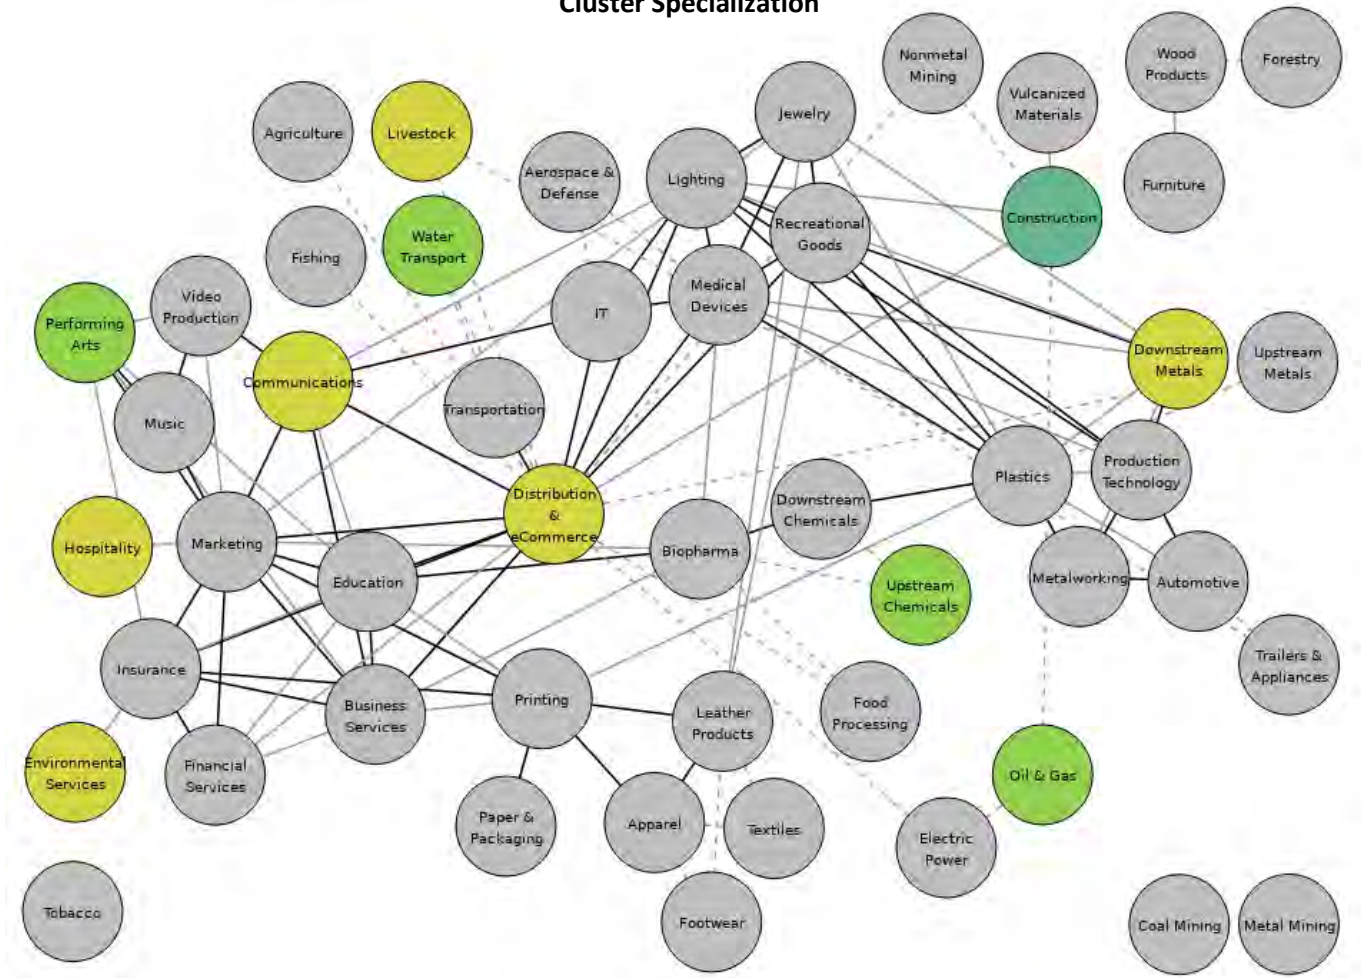 Cluster Specialization
Nonmetal
Mining
Wood
Products
Forestry
Vulcanized
Materials
Jewelry
Agriculture
Livestock
Aerospace &
Defense
Lighting
Furniture
Construction
Recreational
Goods
Water
Transport
Fishing
Video
Production
Medical
Devices
IT
Performing
Arts
Downstream
Metals
Upstream
Metals
Communications
Transportation
Music
Plastics
Production
Technology
Distribution
&
eCommerce
Downstream
Chemicals
Hospitality
Marketing
Biopharma
Education
Upstream
Chemicals
Metalworking
Automotive
Insurance
Trailers &
Appliances
Printing
Business
Services
Leather
Products
Food
Processing
Environmental
Services
Financial
Services
Oil & Gas
Paper &
Packaging
Apparel
Textiles
Electric
Power
Tobacco
Footwear
Coal Mining
Metal Mining